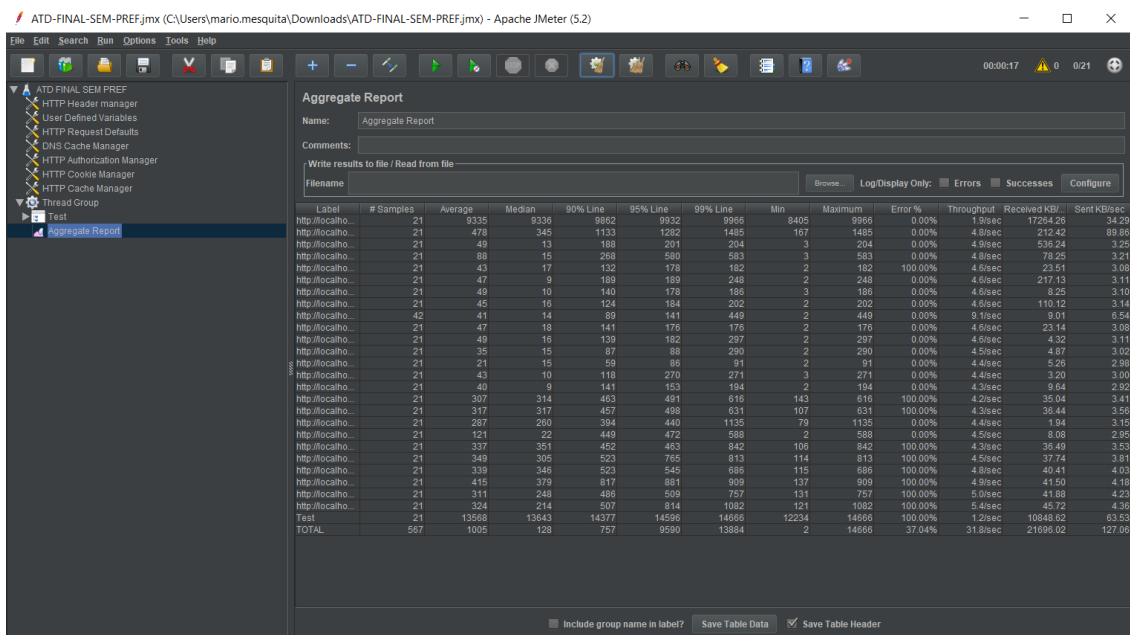 ATD-FINAL-SEM-PREF.jmx (C:\Users\mario.mesquita\Downloads\ATD-FINAL-SEM-PREF.jmx) - Apache JMeter (5.2)
File Edit Search Run Options Tools Help
00:00:17 0 0/21
ATD FINAL SEM PREF
HTTP Header manager
User Defined Variables
HTTP Request Defaults
DNS Cache Manager
HTTP Authorization Manager
HTTP Cookie Manager
HTTP Cache Manager
Thread Group
Test
Aggregate Report
Aggregate Report
Name: Aggregate Report
Comments:
Write results to file / Read from file
Filename Browse... Log/Display Only: Errors Successes Configure
Label # Samples Average Median 90% Line 95% Line 99% Line Min Maximum Error % Throughput Received KB/... Sent KB/sec
http://localho... 21 9335 9336 9862 9932 9966 8405 9966 0.00% 1.9/sec 17264.26 34.29
http://localho... 21 478 345 1133 1282 1485 167 1485 0.00% 4.8/sec 212.42 89.86
http://localho... 21 49 13 188 201 204 3 204 0.00% 4.9/sec 536.24 3.25
http://localho... 21 88 15 268 580 583 3 583 0.00% 4.8/sec 78.25 3.21
http://localho... 21 43 17 132 178 182 2 182 100.00% 4.6/sec 23.51 3.08
http://localho... 21 47 9 189 189 248 2 248 0.00% 4.6/sec 217.13 3.11
http://localho... 21 49 10 140 178 186 3 186 0.00% 4.6/sec 8.25 3.10
http://localho... 21 45 16 124 184 202 2 202 0.00% 4.6/sec 110.12 3.14
http://localho... 42 41 14 89 141 449 2 449 0.00% 9.1/sec 9.01 6.54
http://localho... 21 47 18 141 176 176 2 176 0.00% 4.6/sec 23.14 3.08
http://localho... 21 49 16 139 182 297 2 297 0.00% 4.6/sec 4.32 3.11
http://localho... 21 35 15 87 88 290 2 290 0.00% 4.5/sec 4.87 3.02
http://localho... 21 21 15 59 86 91 2 91 0.00% 4.4/sec 5.26 2.98
http://localho... 21 43 10 118 270 271 3 271 0.00% 4.4/sec 3.20 3.00
http://localho... 21 40 9 141 153 194 2 194 0.00% 4.3/sec 9.64 2.92
http://localho... 21 307 314 463 491 616 143 616 100.00% 4.2/sec 35.04 3.41
http://localho... 21 317 317 457 498 631 107 631 100.00% 4.3/sec 36.44 3.56
http://localho... 21 287 260 394 440 1135 79 1135 0.00% 4.4/sec 1.94 3.15
http://localho... 21 121 22 449 472 588 2 588 0.00% 4.5/sec 8.08 2.95
http://localho... 21 337 351 452 463 842 106 842 100.00% 4.3/sec 36.49 3.53
http://localho... 21 349 305 523 765 813 114 813 100.00% 4.5/sec 37.74 3.81
http://localho... 21 339 346 523 545 686 115 686 100.00% 4.8/sec 40.41 4.03
http://localho... 21 415 379 817 881 909 137 909 100.00% 4.9/sec 41.50 4.18
http://localho... 21 311 248 486 509 757 131 757 100.00% 5.0/sec 41.88 4.23
http://localho... 21 324 214 507 814 1082 121 1082 100.00% 5.4/sec 45.72 4.36
Test 21 13568 13643 14377 14596 14666 12234 14666 100.00% 1.2/sec 10848.62 63.53
TOTAL 567 1005 128 757 9590 13884 2 14666 37.04% 31.8/sec 21696.02 127.06
Include group name in label? Save Table Data Save Table Header